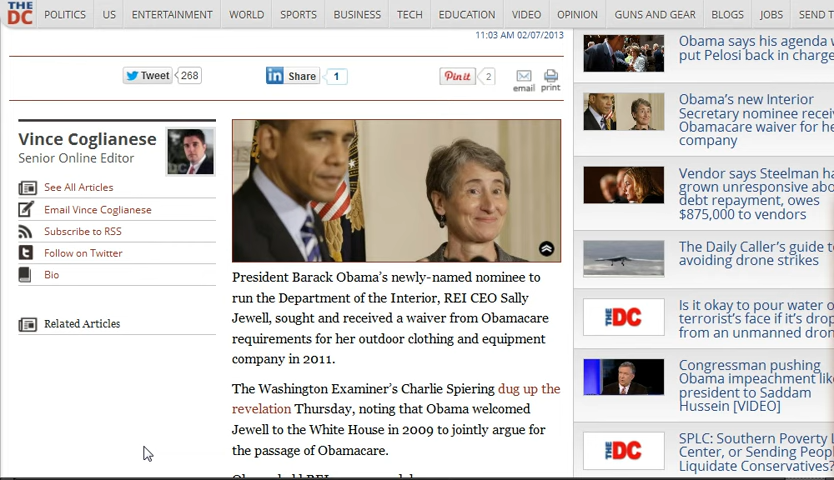 THE
DC
POLITICS US ENTERTAINMENT WORLD SPORTS BUSINESS TECH EDUCATION VIDEO OPINION GUNS AND GEAR BLOGS JOBS SEND T
11:03 AM 02/07/2013
Tweet 268
in Share 1
Pin it 2
email print
Vince Coglianese
Senior Online Editor
See All Articles
Email Vince Coglianese
Subscribe to RSS
Follow on Twitter
Bio
Related Articles
President Barack Obama's newly-named nominee to
run the Department of the Interior, REI CEO Sally
Jewell, sought and received a waiver from Obamacare
requirements for her outdoor clothing and equipment
company in 2011.
The Washington Examiner's Charlie Spiering dug up the
revelation Thursday, noting that Obama welcomed
Jewell to the White House in 2009 to jointly argue for
the passage of Obamacare.
Obama says his agenda w
put Pelosi back in charge
Obama's new Interior
Secretary nominee recei
Obamacare waiver for he
company
Vendor says Steelman ha
grown unresponsive abo
debt repayment, owes
$875,000 to vendors
The Daily Caller's guide to
avoiding drone strikes
THE DC
Is it okay to pour water o
terrorist's face if it's drop
from an unmanned dron
Congressman pushing
Obama impeachment lik
president to Saddam
Hussein [VIDEO]
THE DC
SPLC: Southern Poverty L
Center, or Sending Peopl
Liquidate Conservatives?